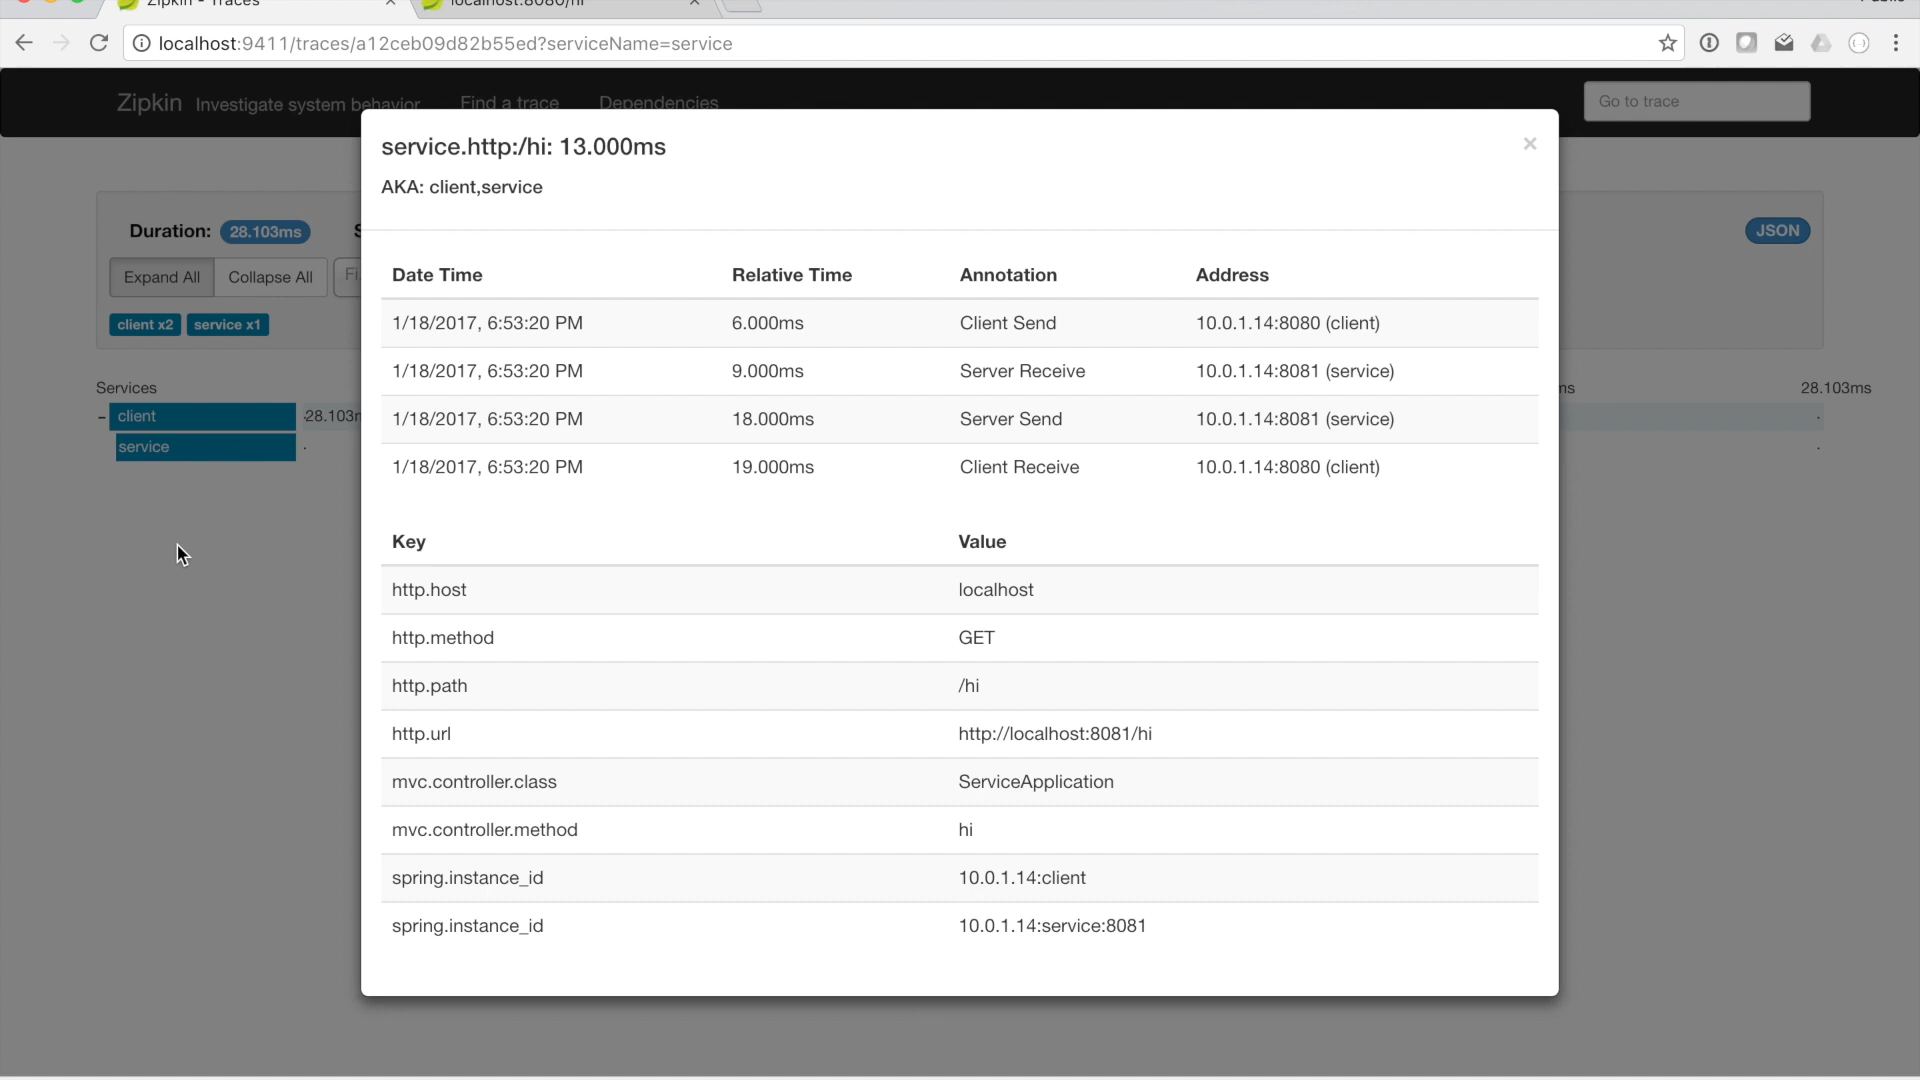 Zipkin - Traces
localhost:8080/hi
localhost:9411/traces/a12ceb09d82b55ed?serviceName=service
Zipkin Investigate system behavior Find a trace Dependencies Go to trace
service.http:/hi: 13.000ms ×
AKA: client,service
Duration: 28.103ms
JSON
Expand All Collapse All Fi
client x2 service x1
Services
ms 28.103ms
– client 28.103m
service
Date Time Relative Time Annotation Address
1/18/2017, 6:53:20 PM 6.000ms Client Send 10.0.1.14:8080 (client)
1/18/2017, 6:53:20 PM 9.000ms Server Receive 10.0.1.14:8081 (service)
1/18/2017, 6:53:20 PM 18.000ms Server Send 10.0.1.14:8081 (service)
1/18/2017, 6:53:20 PM 19.000ms Client Receive 10.0.1.14:8080 (client)
Key Value
http.host localhost
http.method GET
http.path /hi
http.url http://localhost:8081/hi
mvc.controller.class ServiceApplication
mvc.controller.method hi
spring.instance_id 10.0.1.14:client
spring.instance_id 10.0.1.14:service:8081